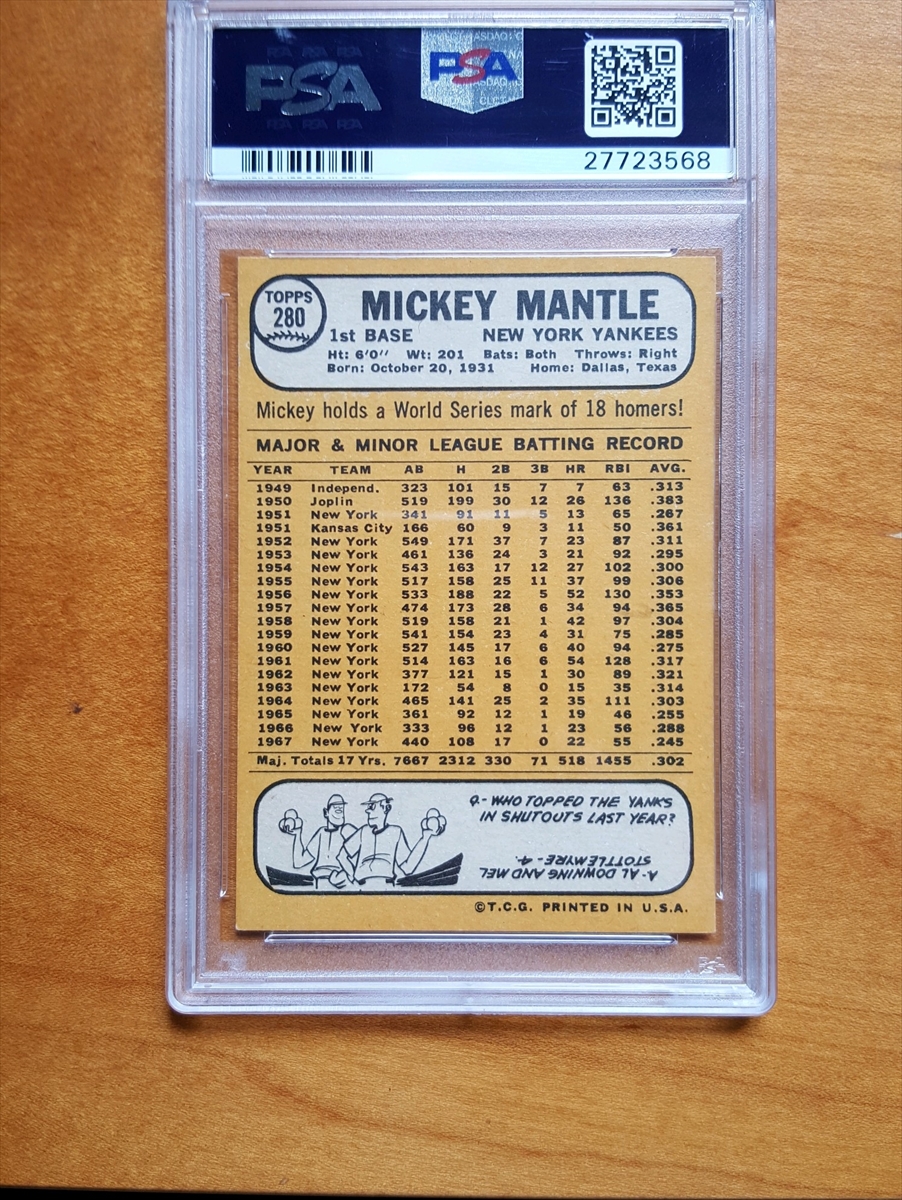 PSA PSA PSA
PSA
PSA PSA PSA
PSA
27723568
TOPPS
280
MICKEY MANTLE
1st BASE NEW YORK YANKEES
Ht: 6'0" Wt: 201 Bats: Both Throws: Right
Born: October 20, 1931 Home: Dallas, Texas
Mickey holds a World Series mark of 18 homers!
MAJOR & MINOR LEAGUE BATTING RECORD
YEAR TEAM AB H 2B 3B HR RBI AVG.
1949 Independ. 323 101 15 7 7 63 .313
1950 Joplin 519 199 30 12 26 136 .383
1951 New York 341 91 11 5 13 65 .267
1951 Kansas City 166 60 9 3 11 50 .361
1952 New York 549 171 37 7 23 87 .311
1953 New York 461 136 24 3 21 92 .295
1954 New York 543 163 17 12 27 102 .300
1955 New York 517 158 25 11 37 99 .306
1956 New York 533 188 22 5 52 130 .353
1957 New York 474 173 28 6 34 94 .365
1958 New York 519 158 21 1 42 97 .304
1959 New York 541 154 23 4 31 75 .285
1960 New York 527 145 17 6 40 94 .275
1961 New York 514 163 16 6 54 128 .317
1962 New York 377 121 15 1 30 89 .321
1963 New York 172 54 8 0 15 35 .314
1964 New York 465 141 25 2 35 111 .303
1965 New York 361 92 12 1 19 46 .255
1966 New York 333 96 12 1 23 56 .288
1967 New York 440 108 17 0 22 55 .245
Maj. Totals 17 Yrs. 7667 2312 330 71 518 1455 .302
Q- WHO TOPPED THE YANKS
IN SHUTOUTS LAST YEAR?
A- AL DOWNING AND MEL
STOTTLEMYRE - 4.
©T.C.G. PRINTED IN U.S.A.